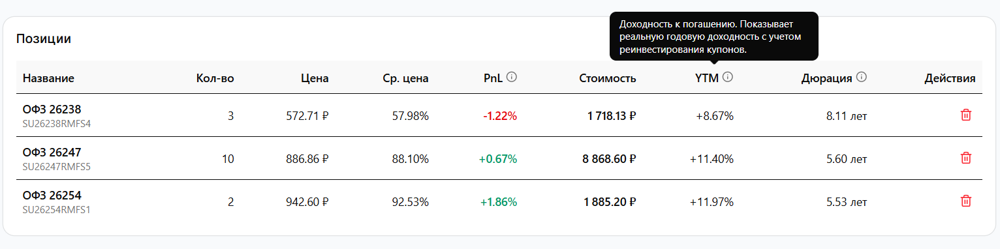 Доходность к погашению. Показывает
реальную годовую доходность с учетом
реинвестирования купонов.
Позиции
Название Кол-во Цена Ср. цена PnL Стоимость YTM Дюрация Действия
ОФЗ 26238
SU26238RMFS4
3 572.71 ₽ 57.98% -1.22% 1 718.13 ₽ +8.67% 8.11 лет
ОФЗ 26247
SU26247RMFS5
10 886.86 ₽ 88.10% +0.67% 8 868.60 ₽ +11.40% 5.60 лет
ОФЗ 26254
SU26254RMFS1
2 942.60 ₽ 92.53% +1.86% 1 885.20 ₽ +11.97% 5.53 лет